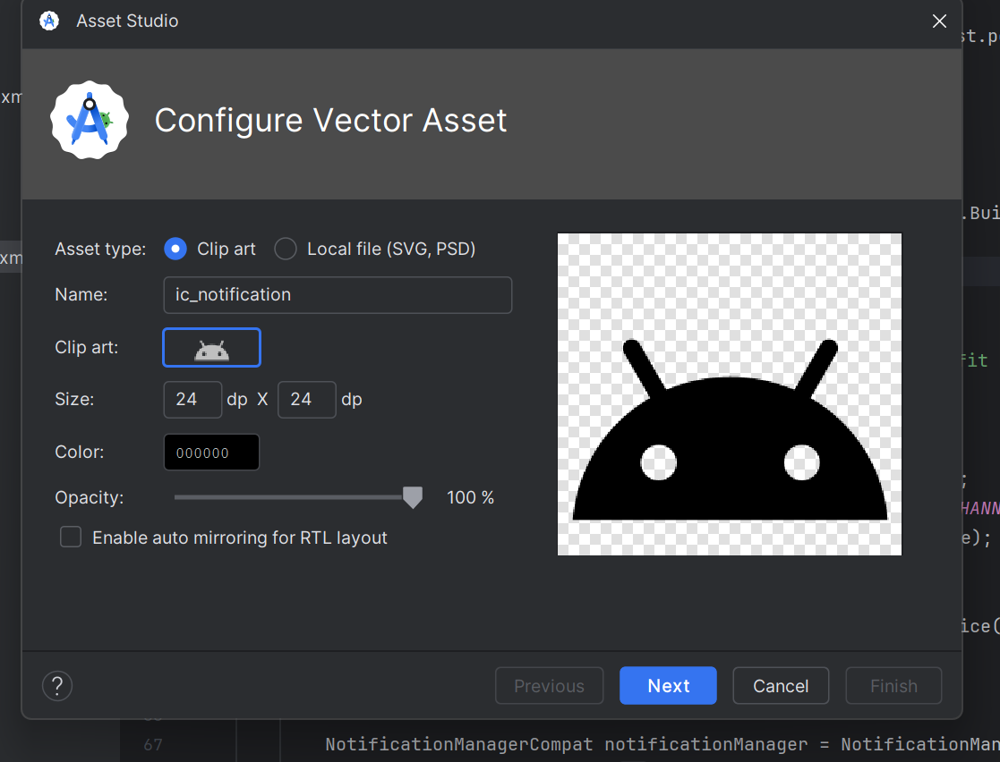 Asset Studio
st.p
xm
Configure Vector Asset
.Bui
Asset type: Clip art Local file (SVG, PSD)
xm
Name: ic_notification
Clip art:
fit
Size: 24 dp X 24 dp
Color: 000000
;
Opacity: 100 %
HANN
Enable auto mirroring for RTL layout
e);
ice(
? Previous Next Cancel Finish
67 NotificationManagerCompat notificationManager = NotificationMan